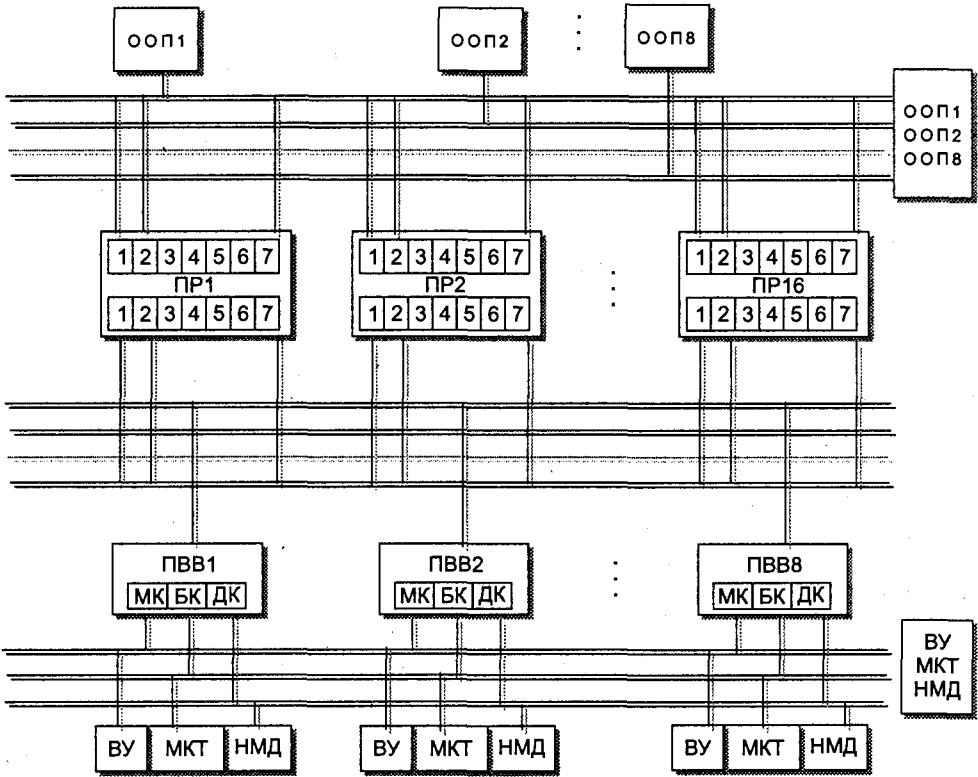 ООП1 ООП2 ООП8
ООП1
ООП2
ООП8
1 2 3 4 5 6 7 1 2 3 4 5 6 7 1 2 3 4 5 6 7
ПР1 ПР2 ПР16
1 2 3 4 5 6 7 1 2 3 4 5 6 7 1 2 3 4 5 6 7
ПВВ1 ПВВ2 ПВВ8
МК БК ДК МК БК ДК МК БК ДК
ВУ
МКТ
НМД
ВУ МКТ НМД ВУ МКТ НМД ВУ МКТ НМД